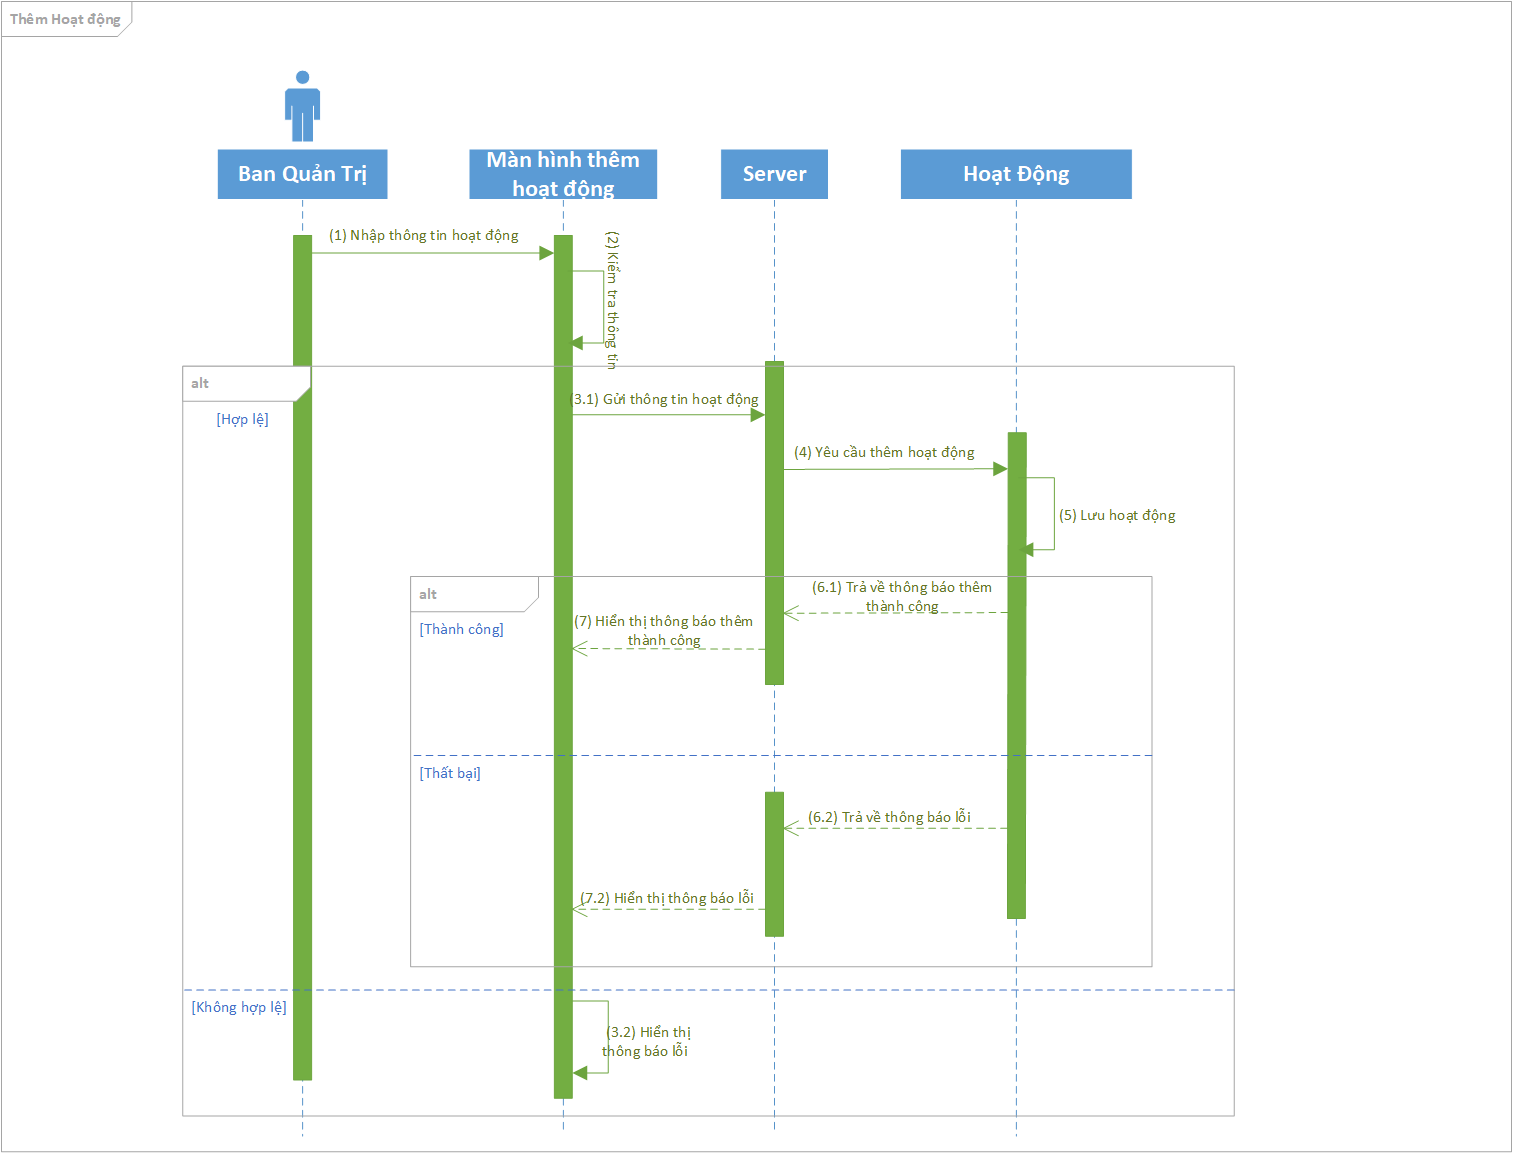 Thêm Hoạt động
Ban Quản Trị
Màn hình thêm
hoạt động
Server
Hoạt Động
(1) Nhập thông tin hoạt động
(2) Kiểm tra thông tin
alt
[Hợp lệ]
(3.1) Gửi thông tin hoạt động
(4) Yêu cầu thêm hoạt động
(5) Lưu hoạt động
alt
[Thành công]
(6.1) Trả về thông báo thêm
thành công
(7) Hiển thị thông báo thêm
thành công
[Thất bại]
(6.2) Trả về thông báo lỗi
(7.2) Hiển thị thông báo lỗi
[Không hợp lệ]
(3.2) Hiển thị
thông báo lỗi